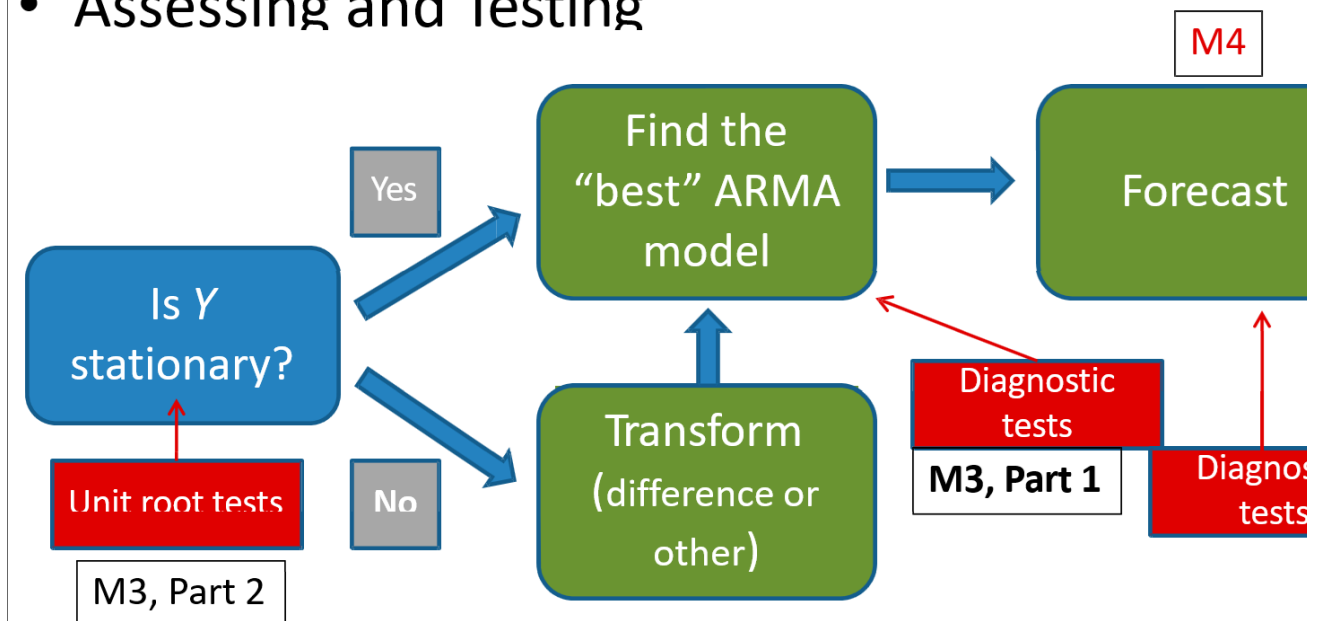 • Assessing and Testing
M4
Find the
“best” ARMA
model
Yes
Forecast
Is Y
stationary?
Diagnostic
tests
Transform
(difference or
other)
M3, Part 1
Unit root tests
No
tests
M3, Part 2